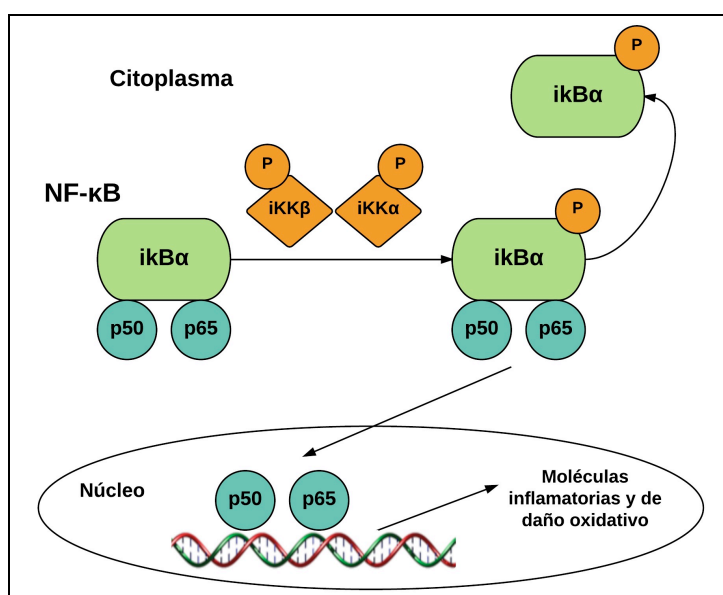 P
Citoplasma
ikBα
P
P
NF-κB
iKKβ
iKKα
P
ikBα
ikBα
p50
p65
p50
p65
Núcleo
p50
p65
Moléculas
inflamatorias y de
daño oxidativo